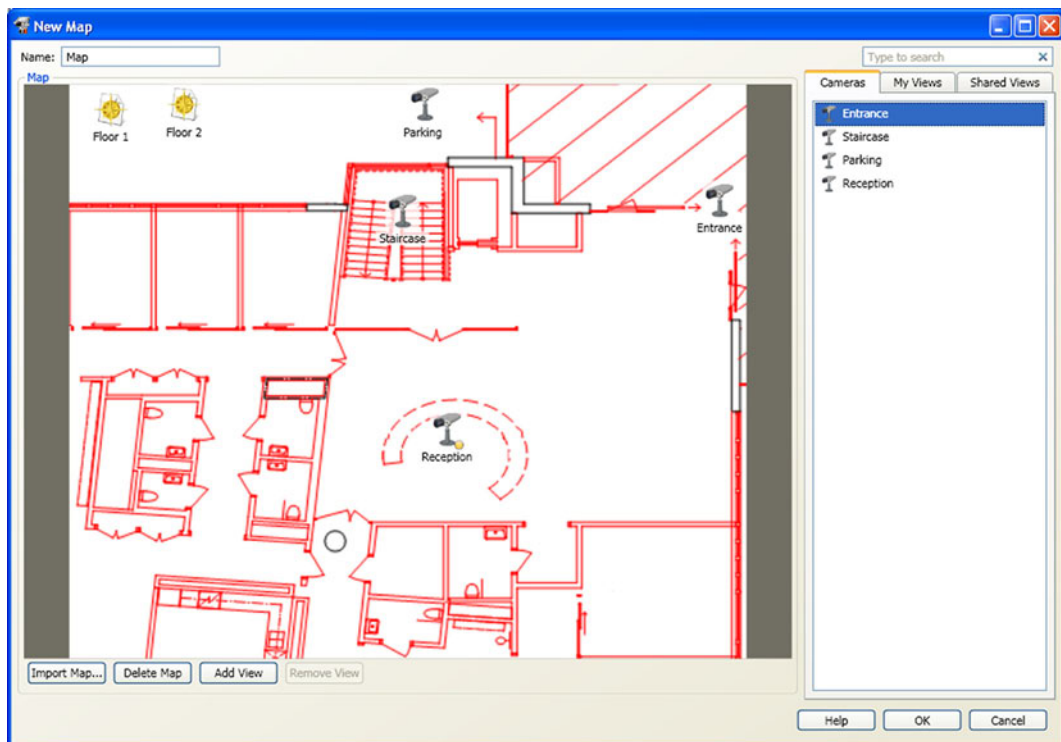 New Map
Name: Map
Type to search
Map
Cameras My Views Shared Views
Floor 1 Floor 2 Parking
Entrance
Staircase
Parking
Reception
Staircase
Entrance
Reception
Import Map... Delete Map Add View Remove View
Help OK Cancel